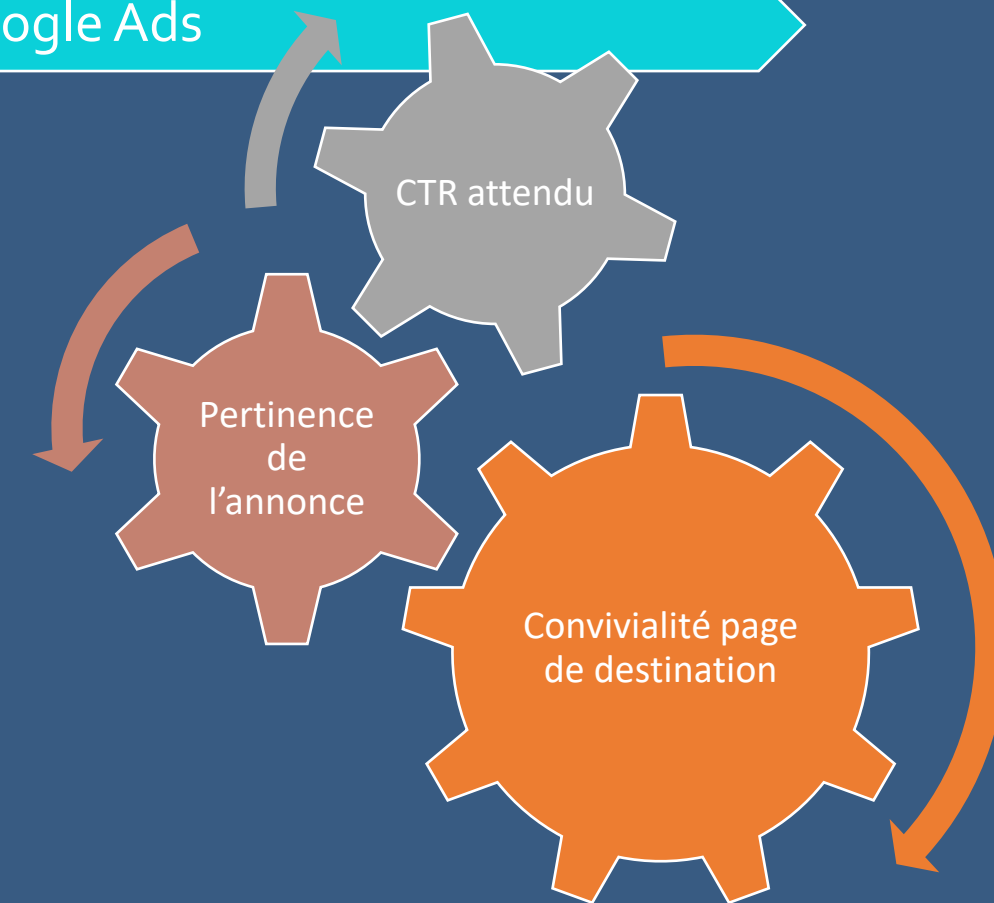 ogle Ads
CTR attendu
Pertinence
de
l’annonce
Convivialité page
de destination